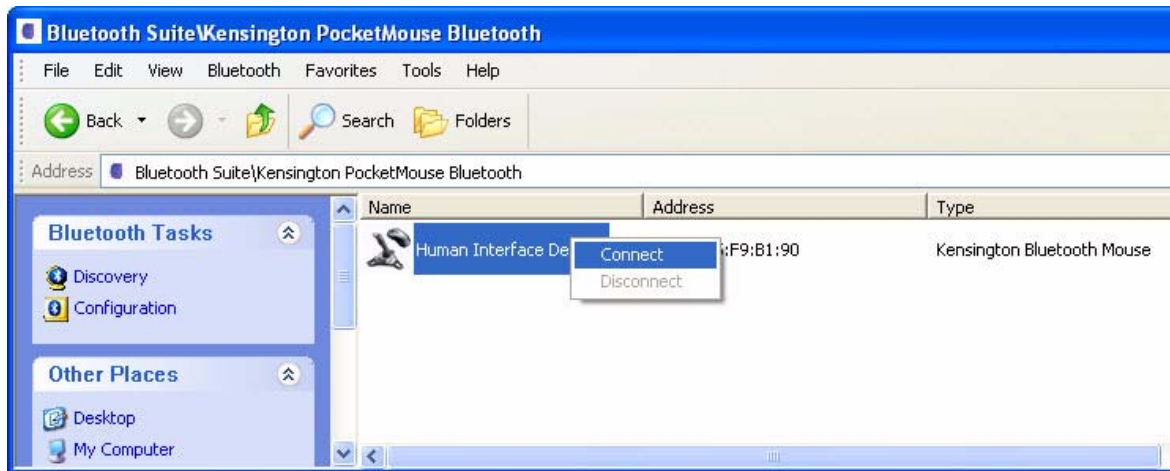 Bluetooth Suite\Kensington PocketMouse Bluetooth
File Edit View Bluetooth Favorites Tools Help
Back Search Folders
Address Bluetooth Suite\Kensington PocketMouse Bluetooth
Name Address Type
Bluetooth Tasks
Human Interface De :F9:B1:90 Kensington Bluetooth Mouse
Connect
Disconnect
Discovery
Configuration
Other Places
Desktop
My Computer